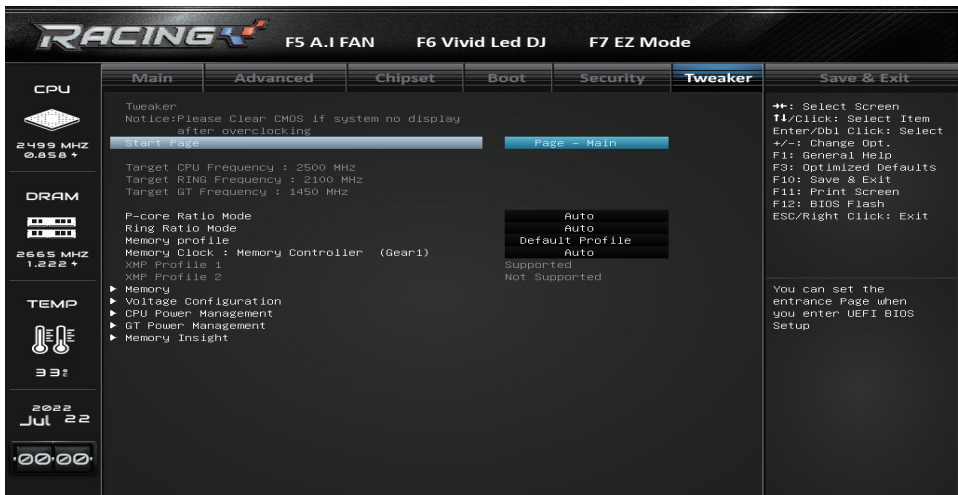 RACING
F5 A.I FAN F6 Vivid Led DJ F7 EZ Mode
Main Advanced Chipset Boot Security Tweaker Save & Exit
CPU
2499 MHZ
0.858 +
DRAM
2665 MHZ
1.222 +
TEMP
33
2022
Jul 22
00:00
Tweaker
Notice:Please Clear CMOS if system no display
after overclocking
Start Page Page - Main
Target CPU Frequency : 2500 MHz
Target RING Frequency : 2100 MHz
Target GT Frequency : 1450 MHz
P-core Ratio Mode Auto
Ring Ratio Mode Auto
Memory profile Default Profile
Memory Clock : Memory Controller (Gear1) Auto
XMP Profile 1 Supported
XMP Profile 2 Not Supported
Memory
Voltage Configuration
CPU Power Management
GT Power Management
Memory Insight
→←: Select Screen
↑↓/Click: Select Item
Enter/Dbl Click: Select
+/-: Change Opt.
F1: General Help
F3: Optimized Defaults
F10: Save & Exit
F11: Print Screen
F12: BIOS Flash
ESC/Right Click: Exit
You can set the
entrance Page when
you enter UEFI BIOS
Setup